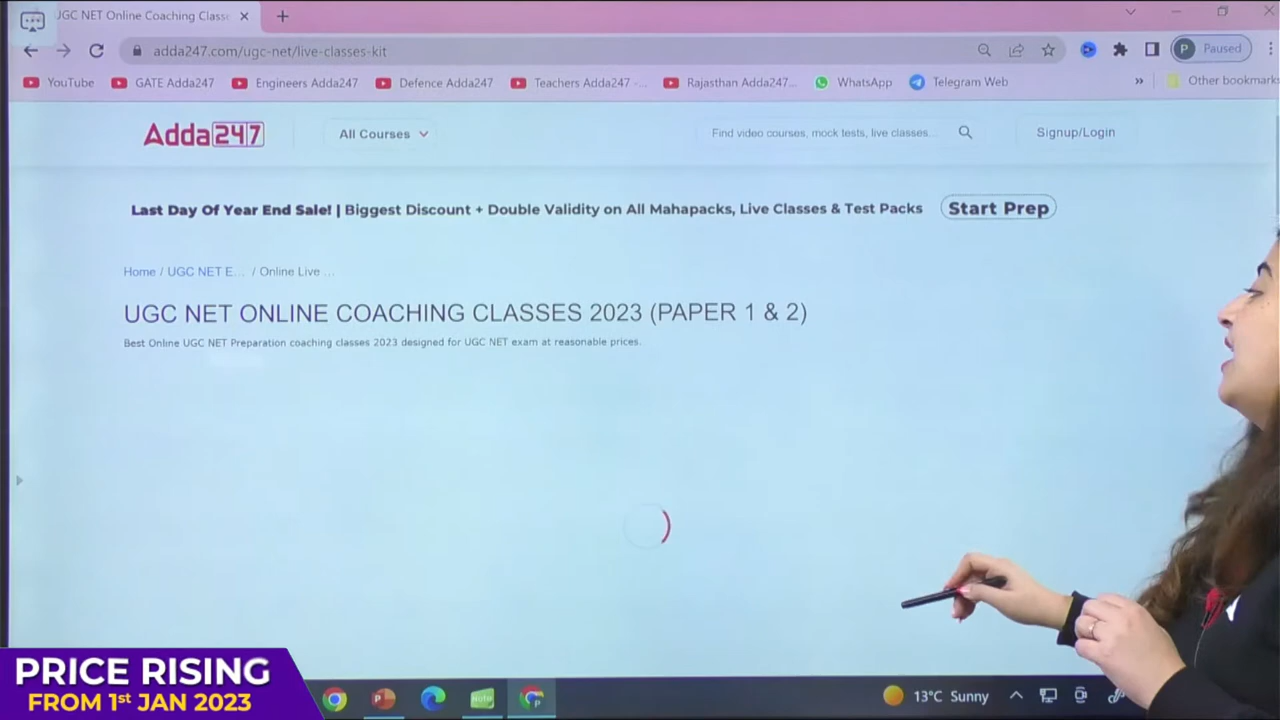 UGC NET Online Coaching Classe
adda247.com/ugc-net/live-classes-kit
P Paused
YouTube
GATE Adda247
Engineers Adda247
Defence Adda247
Teachers Adda247 -...
Rajasthan Adda247...
WhatsApp
Telegram Web
Other bookmarks
Adda247
All Courses
Find video courses, mock tests, live classes...
Signup/Login
Last Day Of Year End Sale! | Biggest Discount + Double Validity on All Mahapacks, Live Classes & Test Packs
Start Prep
Home / UGC NET E... / Online Live ...
UGC NET ONLINE COACHING CLASSES 2023 (PAPER 1 & 2)
Best Online UGC NET Preparation coaching classes 2023 designed for UGC NET exam at reasonable prices.
PRICE RISING
FROM 1st JAN 2023
13°C Sunny